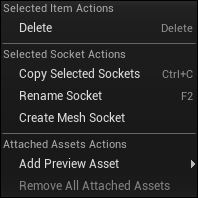 Selected Item Actions
Delete Delete
Selected Socket Actions
Copy Selected Sockets Ctrl+C
Rename Socket F2
Create Mesh Socket
Attached Assets Actions
Add Preview Asset
Remove All Attached Assets